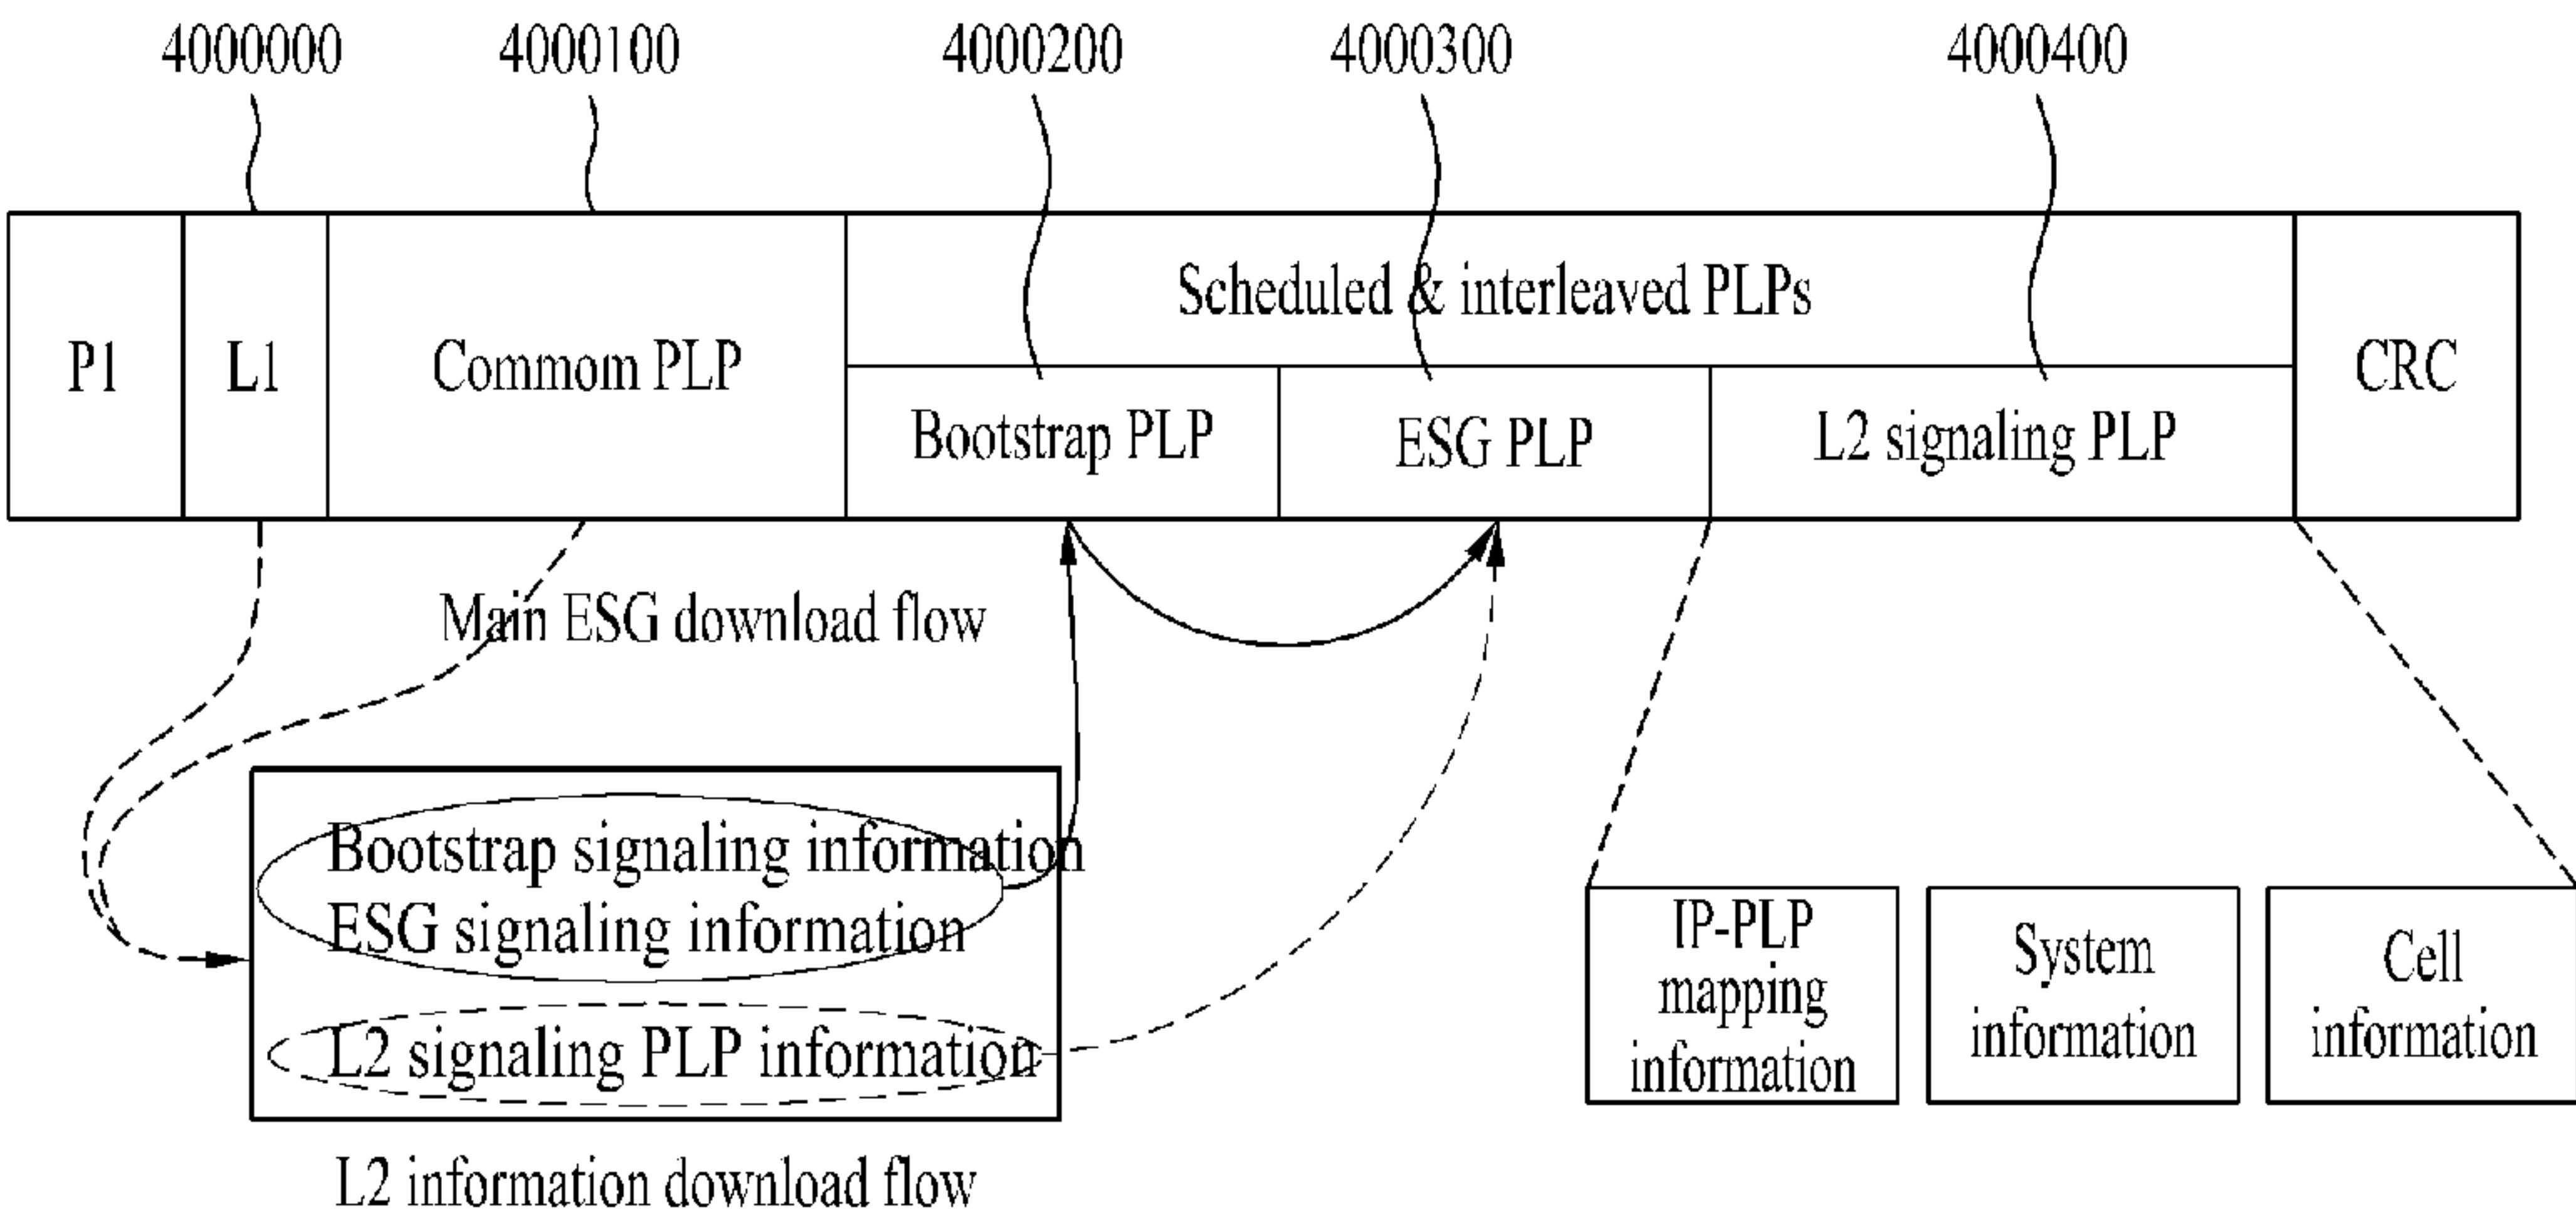 4000000
4000100
4000200
4000300
4000400
P1
L1
Commom PLP
Scheduled & interleaved PLPs
Bootstrap PLP
ESG PLP
L2 signaling PLP
CRC
Main ESG download flow
Bootstrap signaling information
ESG signaling information
L2 signaling PLP information
L2 information download flow
IP-PLP
mapping
information
System
information
Cell
information